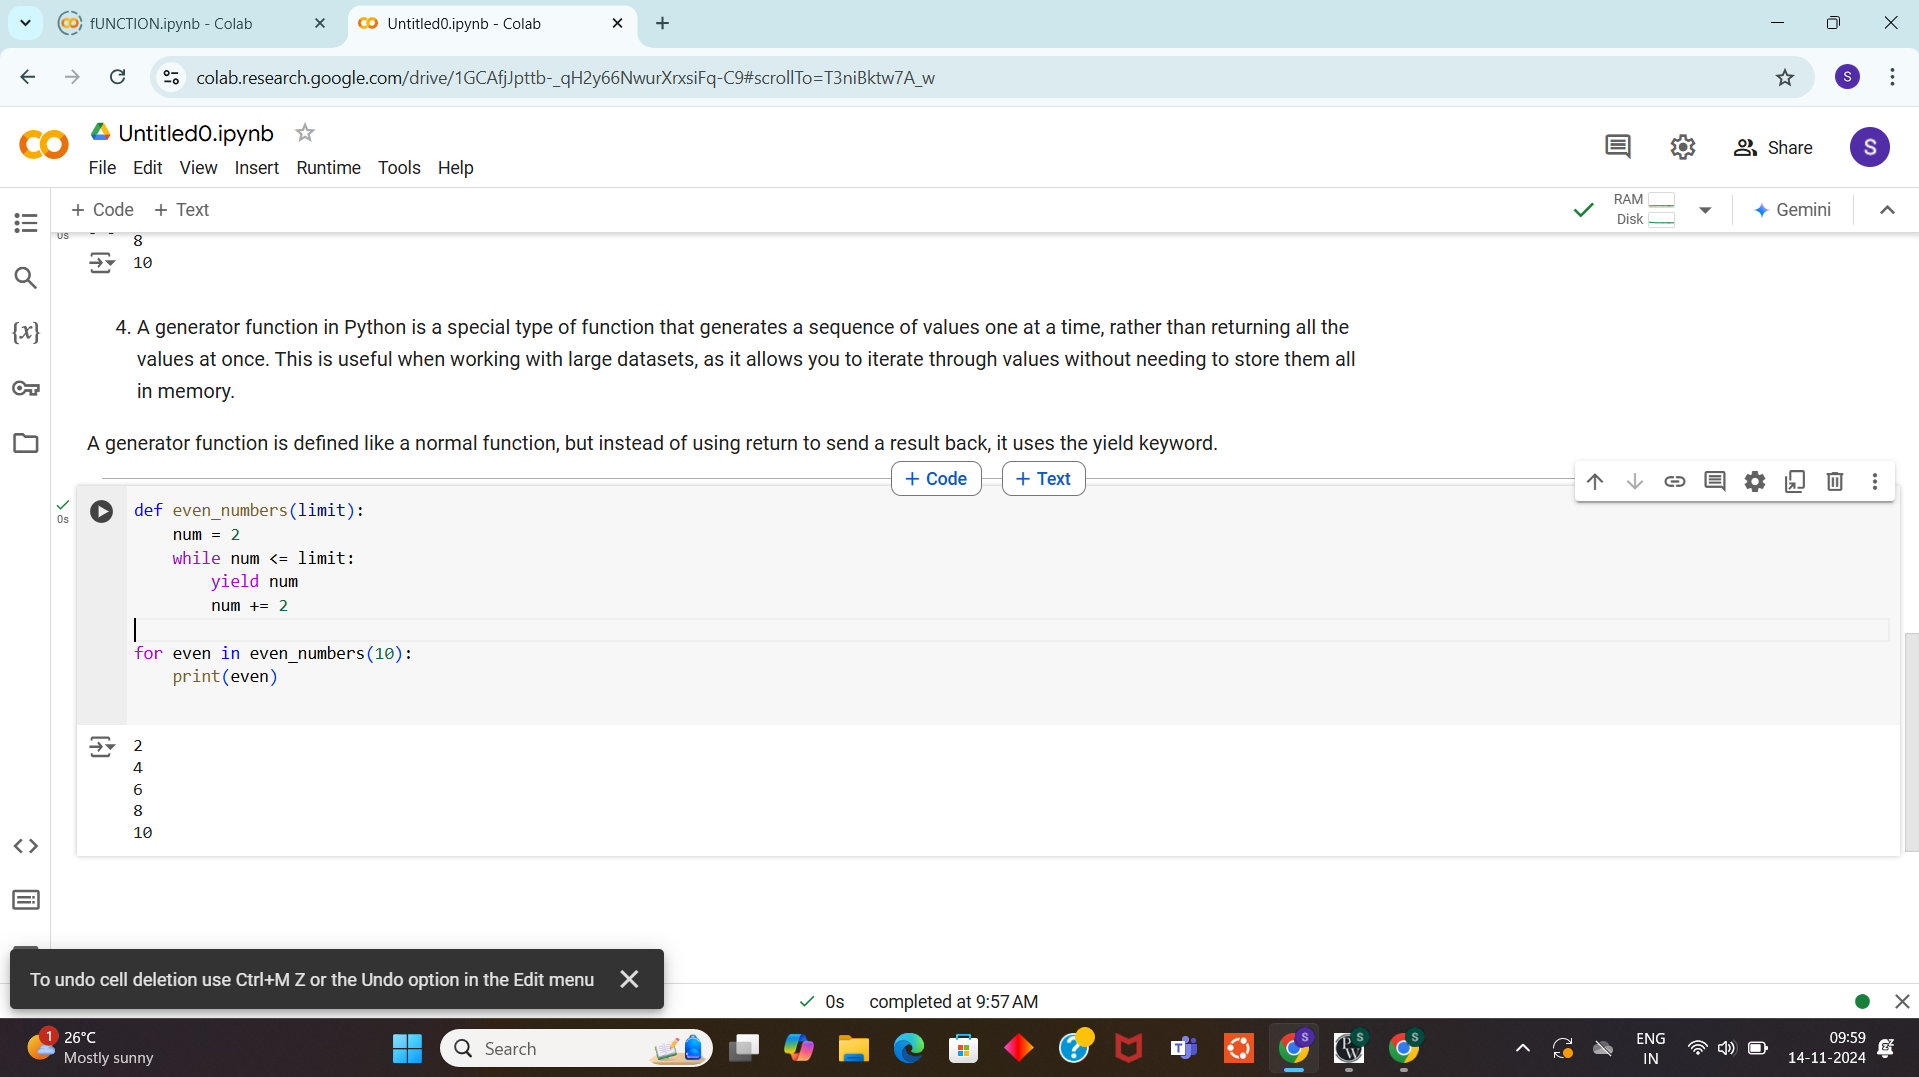 fUNCTION.ipynb - Colab
Untitled0.ipynb - Colab
colab.research.google.com/drive/1GCAfjJpttb-_qH2y66NwurXrxsiFq-C9#scrollTo=T3niBktw7A_w
S
Untitled0.ipynb
File Edit View Insert Runtime Tools Help
Share
S
+ Code + Text
RAM
Disk
Gemini
0s
8
10
{x}
4. A generator function in Python is a special type of function that generates a sequence of values one at a time, rather than returning all the
values at once. This is useful when working with large datasets, as it allows you to iterate through values without needing to store them all
in memory.
A generator function is defined like a normal function, but instead of using return to send a result back, it uses the yield keyword.
+ Code + Text
0s
def even_numbers(limit):
num = 2
while num <= limit:
yield num
num += 2
for even in even_numbers(10):
print(even)
2
4
6
8
10
To undo cell deletion use Ctrl+M Z or the Undo option in the Edit menu
0s completed at 9:57 AM
1
26°C
Mostly sunny
Search
T
S
PW
S
S
ENG
IN
09:59
14-11-2024